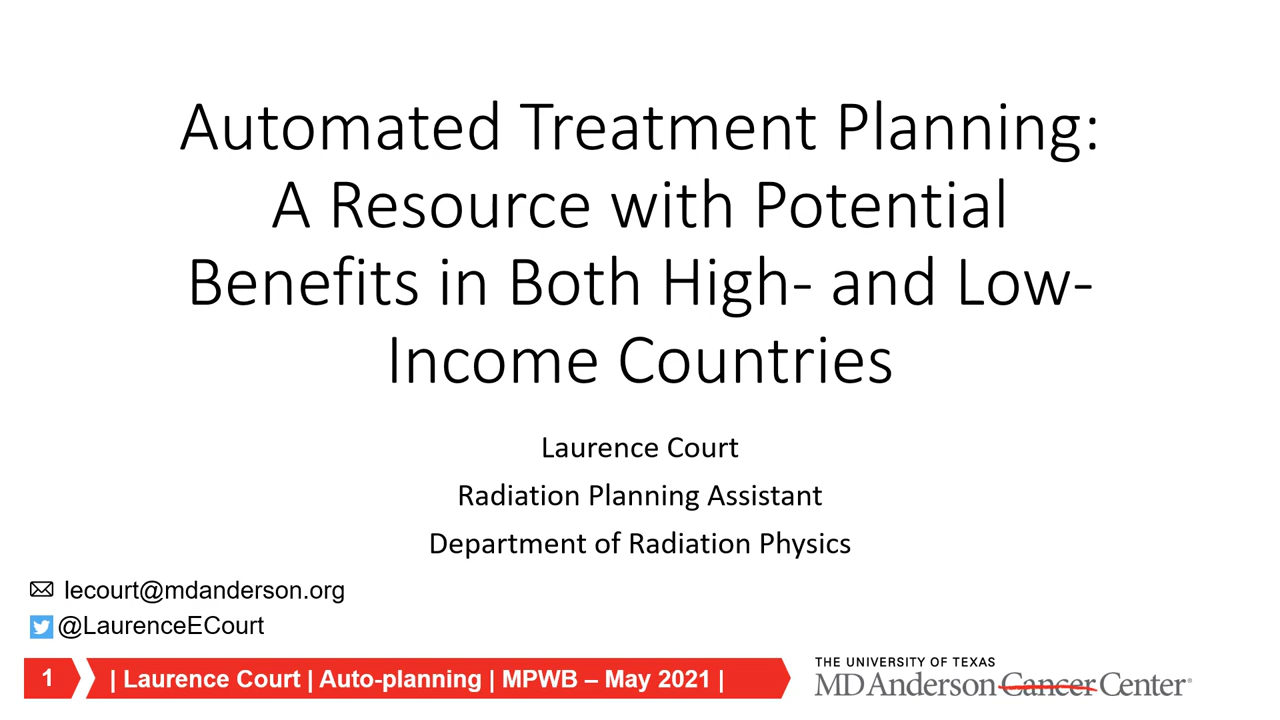 Automated Treatment Planning:
A Resource with Potential
Benefits in Both High- and Low-
Income Countries
Laurence Court
Radiation Planning Assistant
Department of Radiation Physics
lecourt@mdanderson.org
@LaurenceECourt
1
| Laurence Court | Auto-planning | MPWB – May 2021 |
THE UNIVERSITY OF TEXAS
MD Anderson Cancer Center®